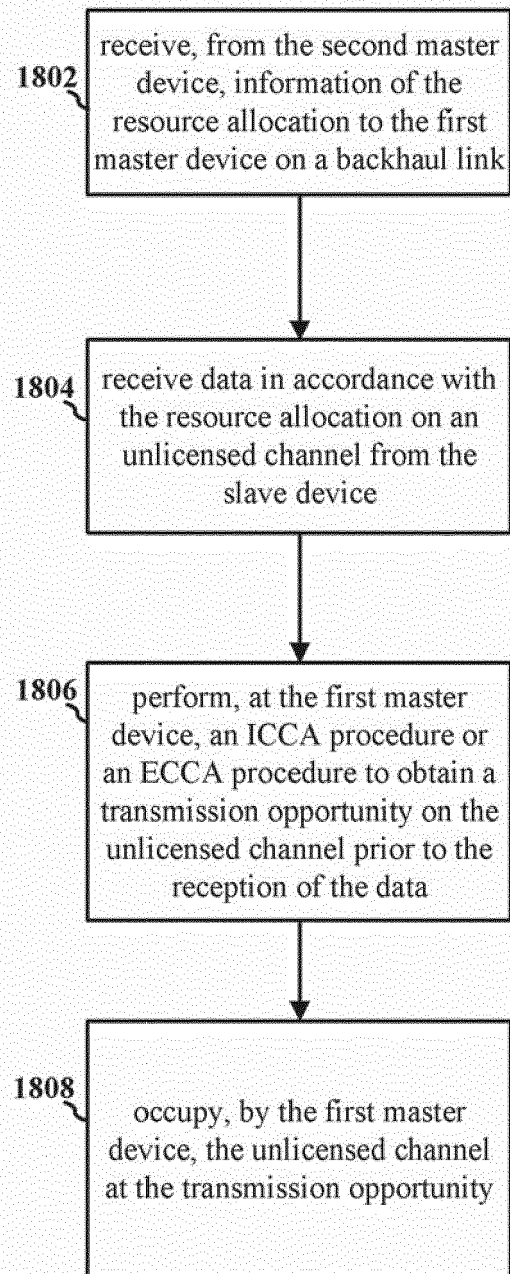 1802
receive, from the second master
device, information of the
resource allocation to the first
master device on a backhaul link
1804
receive data in accordance with
the resource allocation on an
unlicensed channel from the
slave device
1806
perform, at the first master
device, an ICCA procedure or
an ECCA procedure to obtain a
transmission opportunity on the
unlicensed channel prior to the
reception of the data
1808
occupy, by the first master
device, the unlicensed channel
at the transmission opportunity